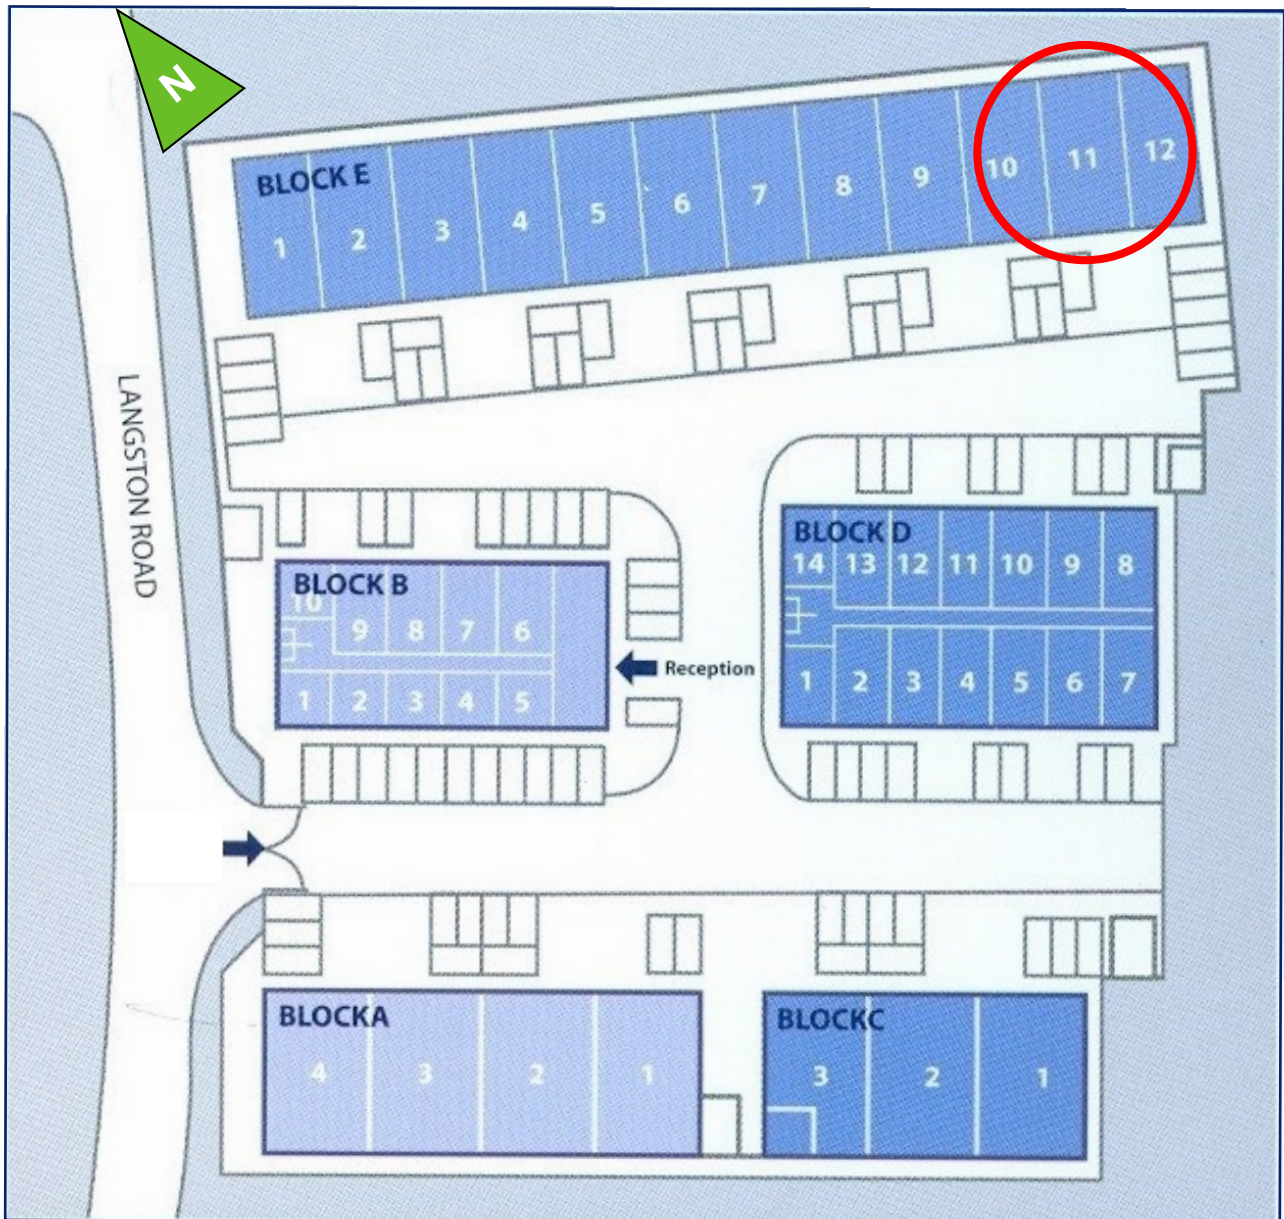 N
BLOCK E
1 2 3 4 5 6 7 8 9 10 11 12
LANGSTON ROAD
BLOCK B
10 9 8 7 6
1 2 3 4 5
Reception
BLOCK D
14 13 12 11 10 9 8
1 2 3 4 5 6 7
BLOCKA
4 3 2 1
BLOCKC
3 2 1